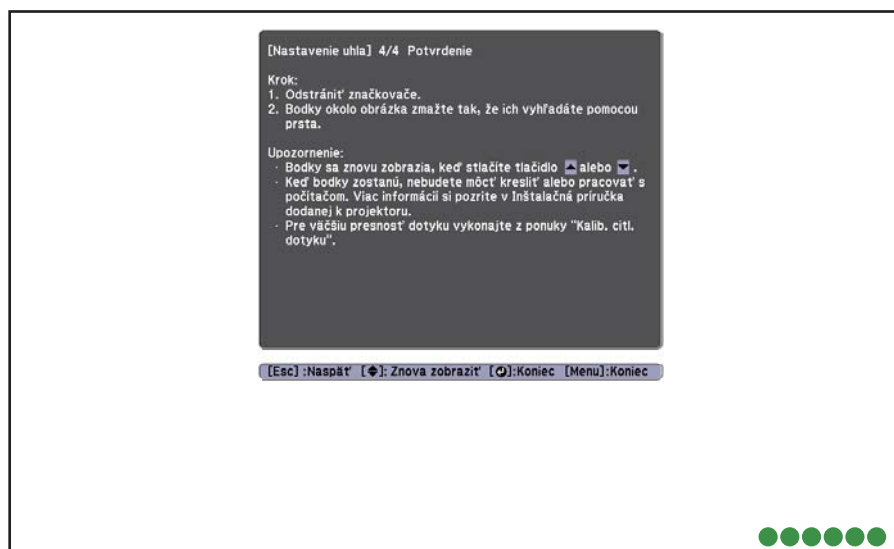 [Nastavenie uhla] 4/4 Potvrdenie
Krok:
1. Odstrániť značkovače.
2. Bodky okolo obrázka zmažte tak, že ich vyhľadáte pomocou
prsta.
Upozornenie:
· Bodky sa znovu zobrazia, keď stlačíte tlačidlo ▲ alebo ▼ .
· Keď bodky zostanú, nebudete môcť kresliť alebo pracovať s
počítačom. Viac informácií si pozrite v Inštalačná príručka
dodanej k projektoru.
· Pre väčšiu presnosť dotyku vykonajte z ponuky "Kalib. citl.
dotyku".
[Esc] :Naspäť [◆]: Znova zobraziť [⏎]:Koniec [Menu]:Koniec